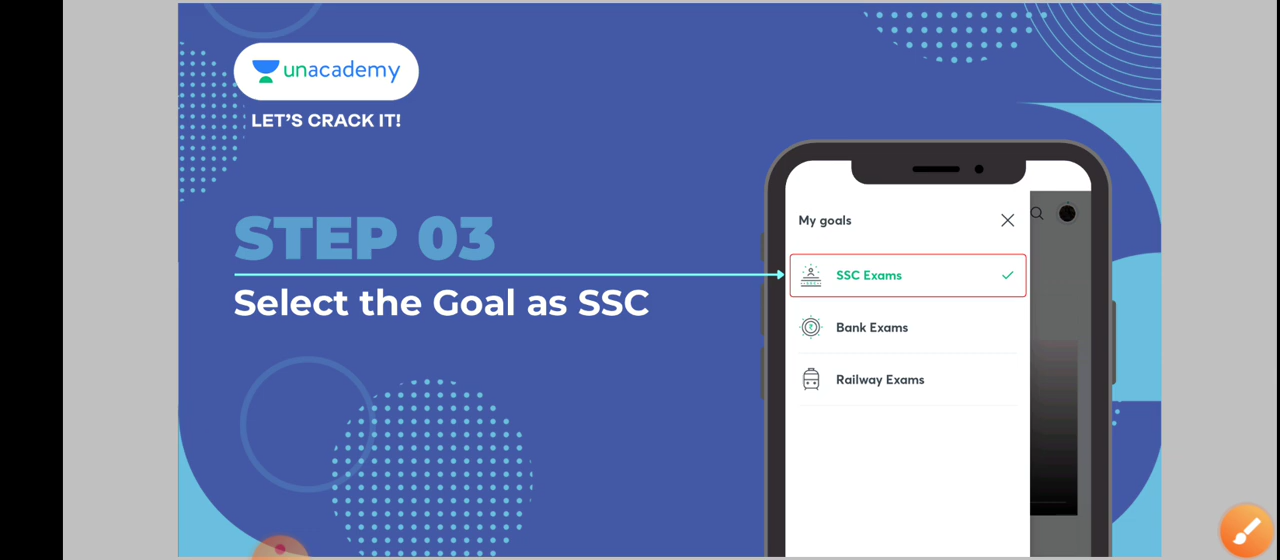 unacademy
LET'S CRACK IT!
STEP 03
Select the Goal as SSC
My goals
SSC Exams
Bank Exams
Railway Exams